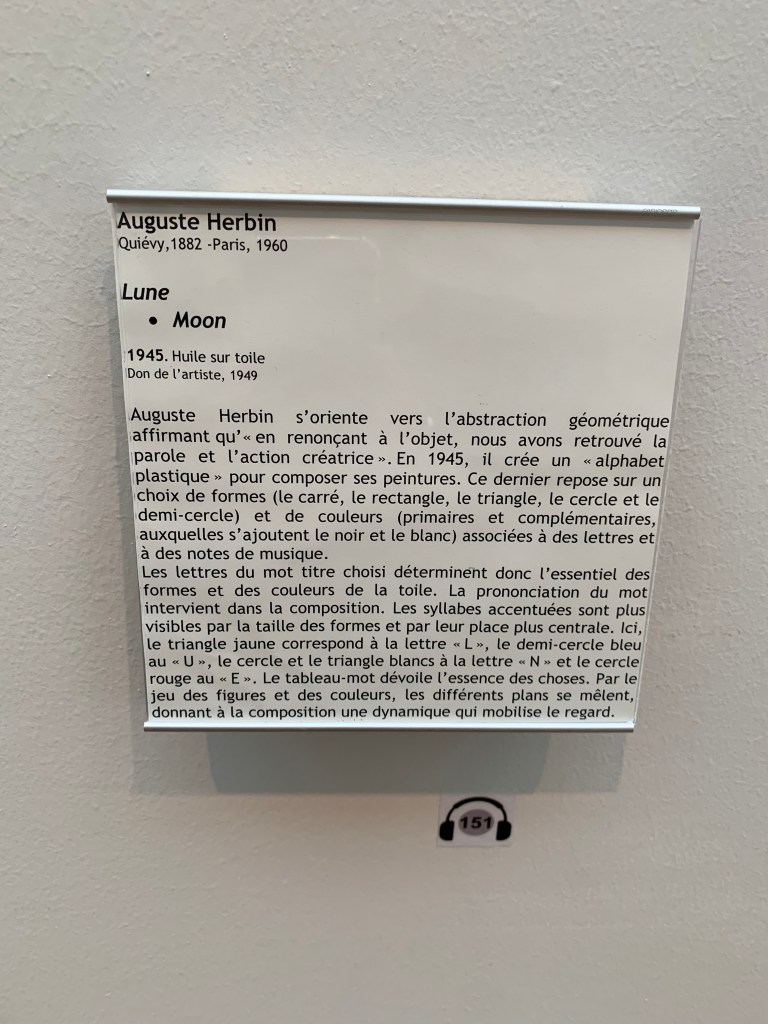 Auguste Herbin
Quiévy,1882 -Paris, 1960
Lune
• Moon
1945. Huile sur toile
Don de l'artiste, 1949
Auguste Herbin s'oriente vers l'abstraction géométrique
affirmant qu'« en renonçant à l'objet, nous avons retrouvé la
parole et l'action créatrice ». En 1945, il crée un « alphabet
plastique » pour composer ses peintures. Ce dernier repose sur un
choix de formes (le carré, le rectangle, le triangle, le cercle et le
demi-cercle) et de couleurs (primaires et complémentaires,
auxquelles s'ajoutent le noir et le blanc) associées à des lettres et
à des notes de musique.
Les lettres du mot titre choisi déterminent donc l'essentiel des
formes et des couleurs de la toile. La prononciation du mot
intervient dans la composition. Les syllabes accentuées sont plus
visibles par la taille des formes et par leur place plus centrale. Ici,
le triangle jaune correspond à la lettre « L », le demi-cercle bleu
au « U », le cercle et le triangle blancs à la lettre « N » et le cercle
rouge au « E ». Le tableau-mot dévoile l'essence des choses. Par le
jeu des figures et des couleurs, les différents plans se mêlent,
donnant à la composition une dynamique qui mobilise le regard.
151